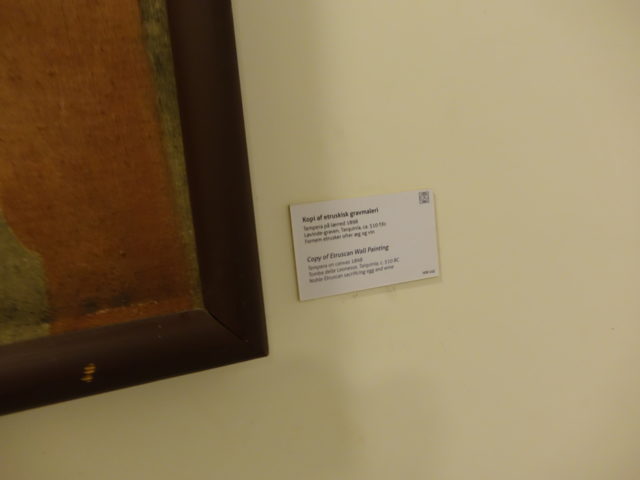 Kopi af etruskisk gravmaleri
Tempera på lærred 1898
Løvinde-graven, Tarquinia, ca. 510 f.Kr.
Fornem etrusker ofrer æg og vin
Copy of Etruscan Wall Painting
Tempera on canvas 1898
Tomba delle Leonesse, Tarquinia, c. 510 BC
Noble Etruscan sacrificing egg and wine